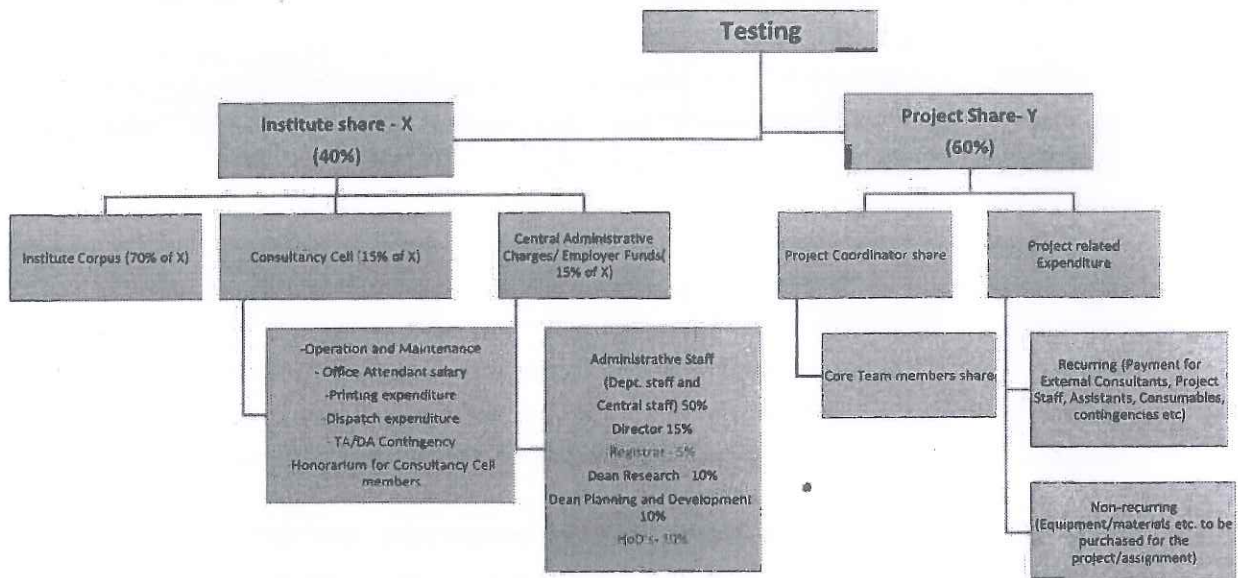 Testing
Institute share - X
(40%)
Project Share- Y
(60%)
Institute Corpus (70% of X)
Consultancy Cell (15% of X)
Central Administrative
Charges/ Employer Funds(
15% of X)
Project Coordinator share
Project related
Expenditure
-Operation and Maintenance
- Office Attendant salary
-Printing expenditure
-Dispatch expenditure
- TA/DA Contingency
Honorarium for Consultancy Cell
members
Administrative Staff
(Dept. staff and
Central staff) 50%
Director 15%
Registrar - 5%
Dean Research - 10%
Dean Planning and Development
10%
HoD's- 10%
Core Team members share
Recurring (Payment for
External Consultants, Project
Staff, Assistants, Consumables,
contingencies etc)
Non-recurring
(Equipment/materials etc. to be
purchased for the
project/assignment)